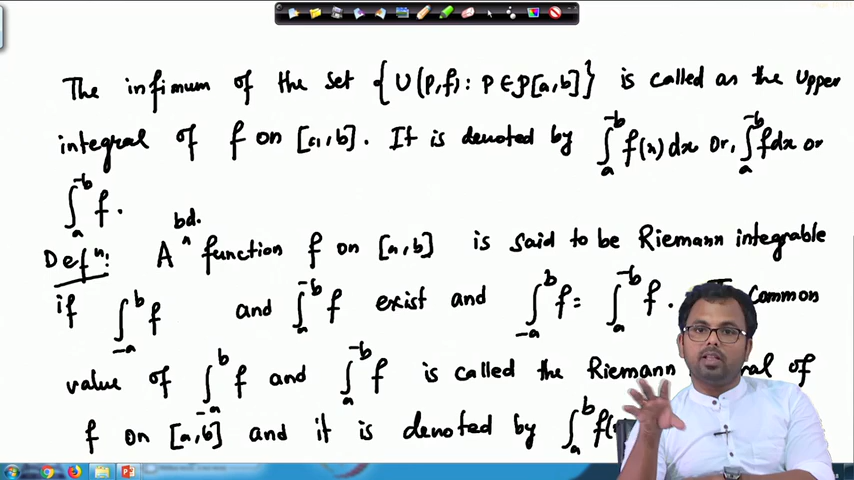 The infimum of the set {U(P,f) : P ∈ P[a,b]} is called as the upper
integral of f on [a,b]. It is denoted by ∫_a^{-b} f(x) dx or, ∫_a^{-b} f dx or
∫_a^{-b} f.
bd.
Defⁿ: A ^ function f on [a,b] is said to be Riemann integrable
if ∫_{-a}^b f and ∫_a^{-b} f exist and ∫_{-a}^b f = ∫_a^{-b} f. common
value of ∫_{-a}^b f and ∫_a^{-b} f is called the Riemann of
f on [a,b] and it is denoted by ∫_a^b f(